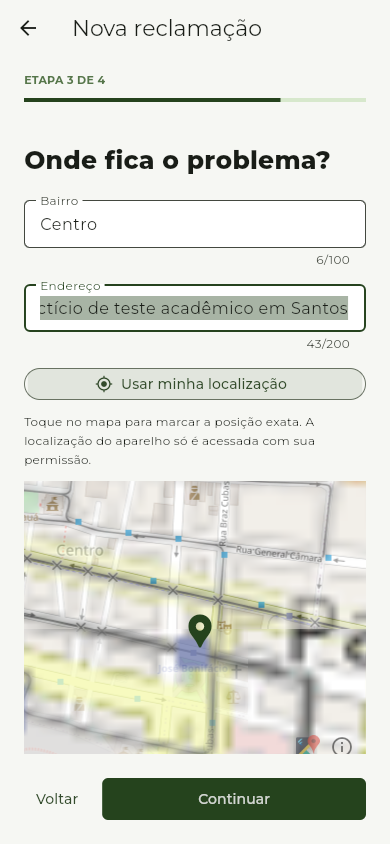 Nova reclamação
ETAPA 3 DE 4
Onde fica o problema?
Bairro
Centro
6/100
Endereço
ctício de teste acadêmico em Santos
43/200
Usar minha localização
Toque no mapa para marcar a posição exata. A
localização do aparelho só é acessada com sua
permissão.
Rua Braz Cubas
Rua General Câmara
Centro
Pa
Voltar
Continuar